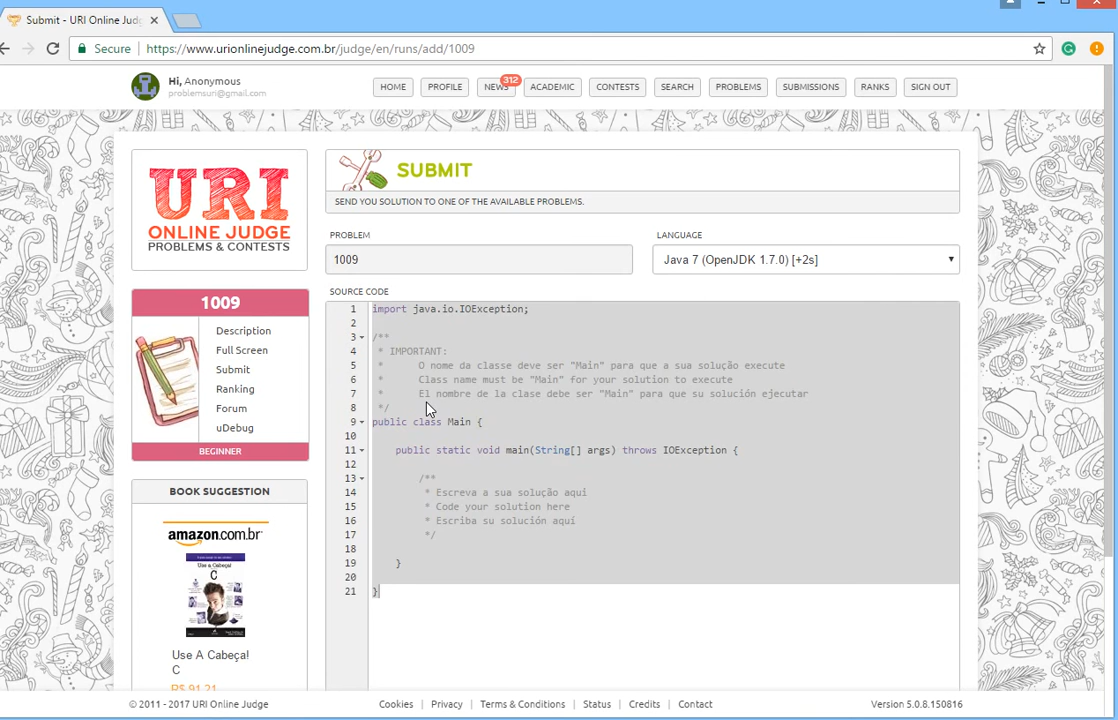 Submit - URI Online Judg
Secure https://www.urionlinejudge.com.br/judge/en/runs/add/1009
Hi, Anonymous
problemsuri@gmail.com
HOME PROFILE NEWS 312 ACADEMIC CONTESTS SEARCH PROBLEMS SUBMISSIONS RANKS SIGN OUT
URI
ONLINE JUDGE
PROBLEMS & CONTESTS
1009
Description
Full Screen
Submit
Ranking
Forum
uDebug
BEGINNER
BOOK SUGGESTION
amazon.com.br
Use a Cabeça!
C
Use A Cabeça!
C
R$ 91,21
SUBMIT
SEND YOU SOLUTION TO ONE OF THE AVAILABLE PROBLEMS.
PROBLEM
1009
LANGUAGE
Java 7 (OpenJDK 1.7.0) [+2s]
SOURCE CODE
1 import java.io.IOException;
2
3 /**
4 * IMPORTANT:
5 * O nome da classe deve ser "Main" para que a sua solução execute
6 * Class name must be "Main" for your solution to execute
7 * El nombre de la clase debe ser "Main" para que su solución ejecutar
8 */
9 public class Main {
10
11 public static void main(String[] args) throws IOException {
12
13 /**
14 * Escreva a sua solução aqui
15 * Code your solution here
16 * Escriba su solución aquí
17 */
18
19 }
20
21 }
© 2011 - 2017 URI Online Judge
Cookies Privacy Terms & Conditions Status Credits Contact
Version 5.0.8.150816